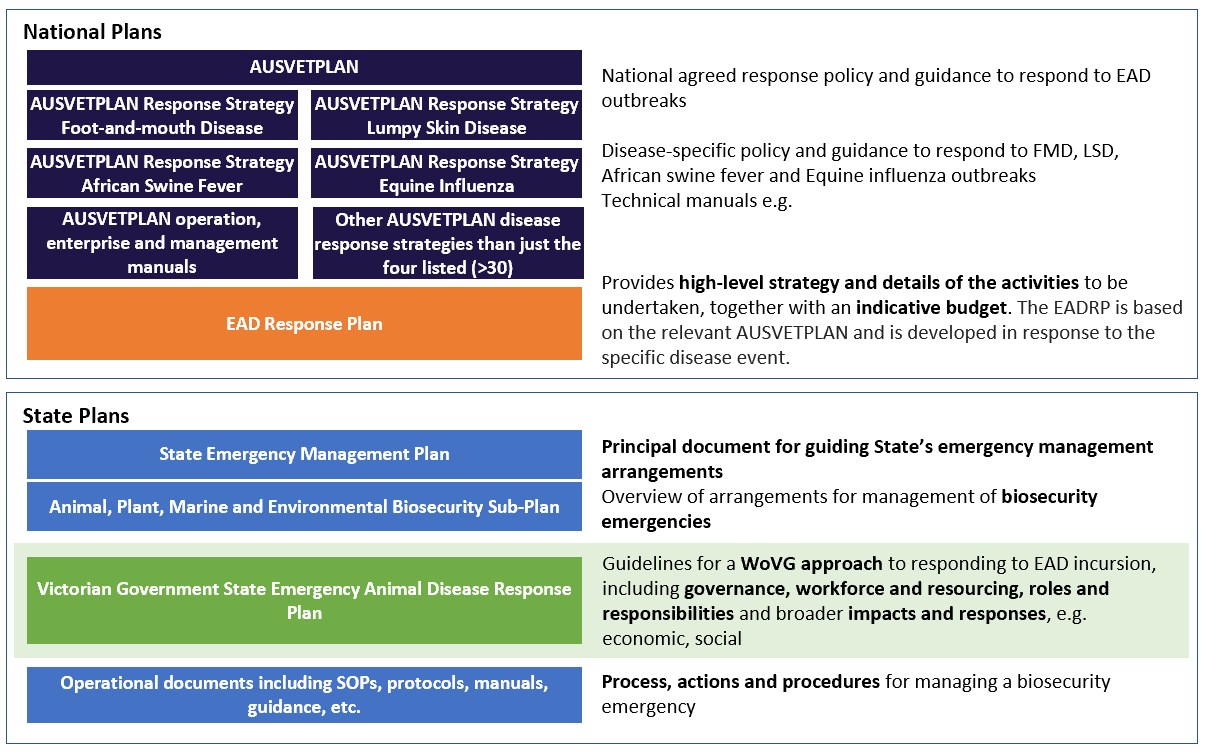 National Plans
AUSVETPLAN
National agreed response policy and guidance to respond to EAD
outbreaks
AUSVETPLAN Response Strategy
Foot-and-mouth Disease
AUSVETPLAN Response Strategy
Lumpy Skin Disease
AUSVETPLAN Response Strategy
African Swine Fever
AUSVETPLAN Response Strategy
Equine Influenza
Disease-specific policy and guidance to respond to FMD, LSD,
African swine fever and Equine influenza outbreaks
Technical manuals e.g.
AUSVETPLAN operation,
enterprise and management
manuals
Other AUSVETPLAN disease
response strategies than just the
four listed (>30)
EAD Response Plan
Provides high-level strategy and details of the activities to be
undertaken, together with an indicative budget. The EADRP is based
on the relevant AUSVETPLAN and is developed in response to the
specific disease event.
State Plans
State Emergency Management Plan
Principal document for guiding State’s emergency management
arrangements
Animal, Plant, Marine and Environmental Biosecurity Sub-Plan
Overview of arrangements for management of biosecurity
emergencies
Victorian Government State Emergency Animal Disease Response
Plan
Guidelines for a WoVG approach to responding to EAD incursion,
including governance, workforce and resourcing, roles and
responsibilities and broader impacts and responses, e.g.
economic, social
Operational documents including SOPs, protocols, manuals,
guidance, etc.
Process, actions and procedures for managing a biosecurity
emergency